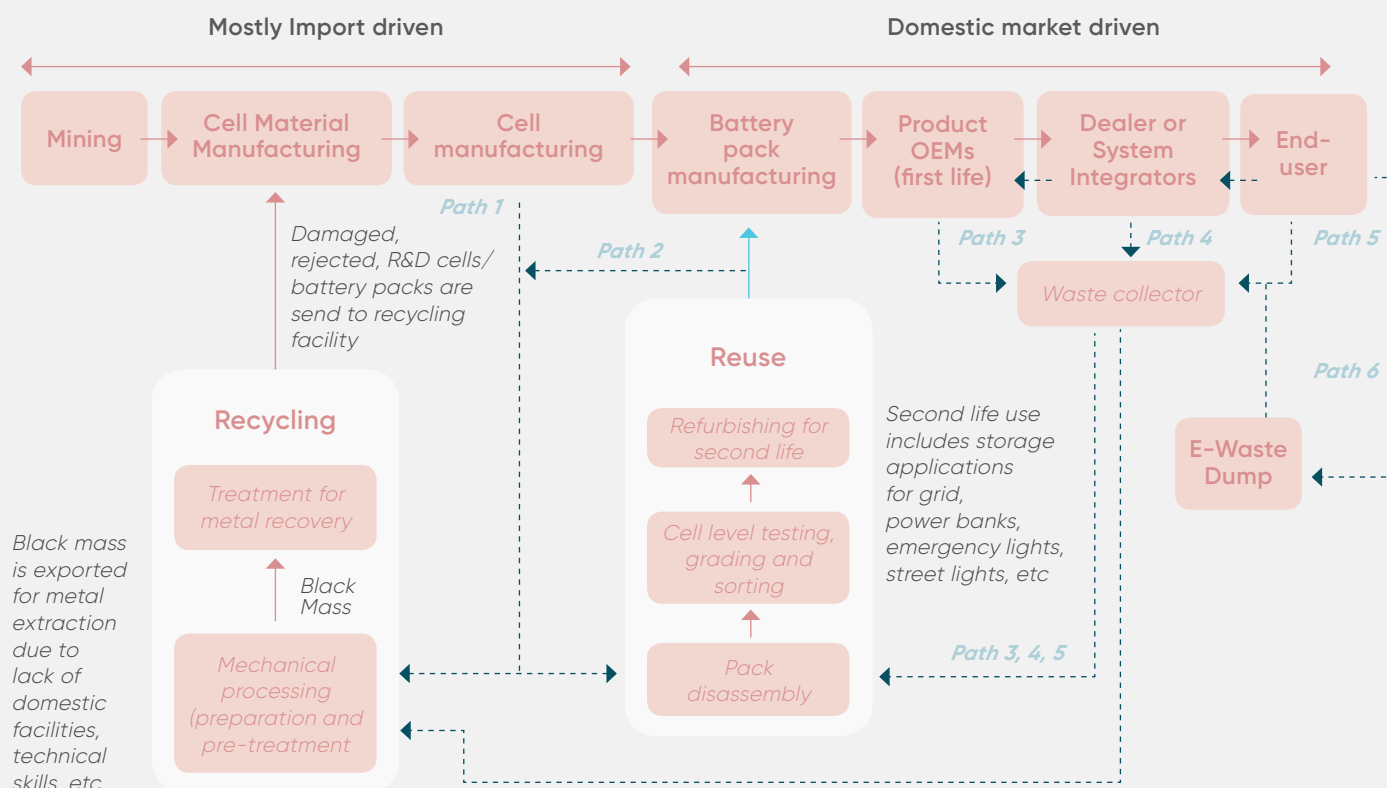 Mostly Import driven
Domestic market driven
Mining
Cell Material
Manufacturing
Cell
manufacturing
Battery
pack
manufacturing
Product
OEMs
(first life)
Dealer or
System
Integrators
End-
user
Path 1
Path 2
Path 3
Path 4
Path 5
Damaged,
rejected, R&D cells/
battery packs are
send to recycling
facility
Waste collector
Path 6
Recycling
Treatment for
metal recovery
Black
Mass
Mechanical
processing
(preparation and
pre-treatment
Black mass
is exported
for metal
extraction
due to
lack of
domestic
facilities,
technical
skills, etc
Reuse
Refurbishing for
second life
Cell level testing,
grading and
sorting
Pack
disassembly
Second life use
includes storage
applications
for grid,
power banks,
emergency lights,
street lights, etc
E-Waste
Dump
Path 3, 4, 5